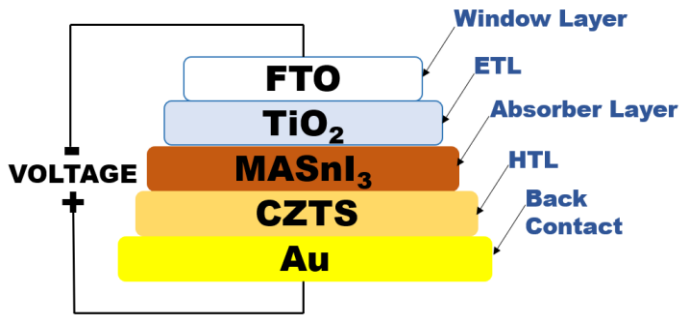 Window Layer
FTO
ETL
TiO₂
Absorber Layer
MASnI₃
-
VOLTAGE
+
HTL
CZTS
Back
Contact
Au